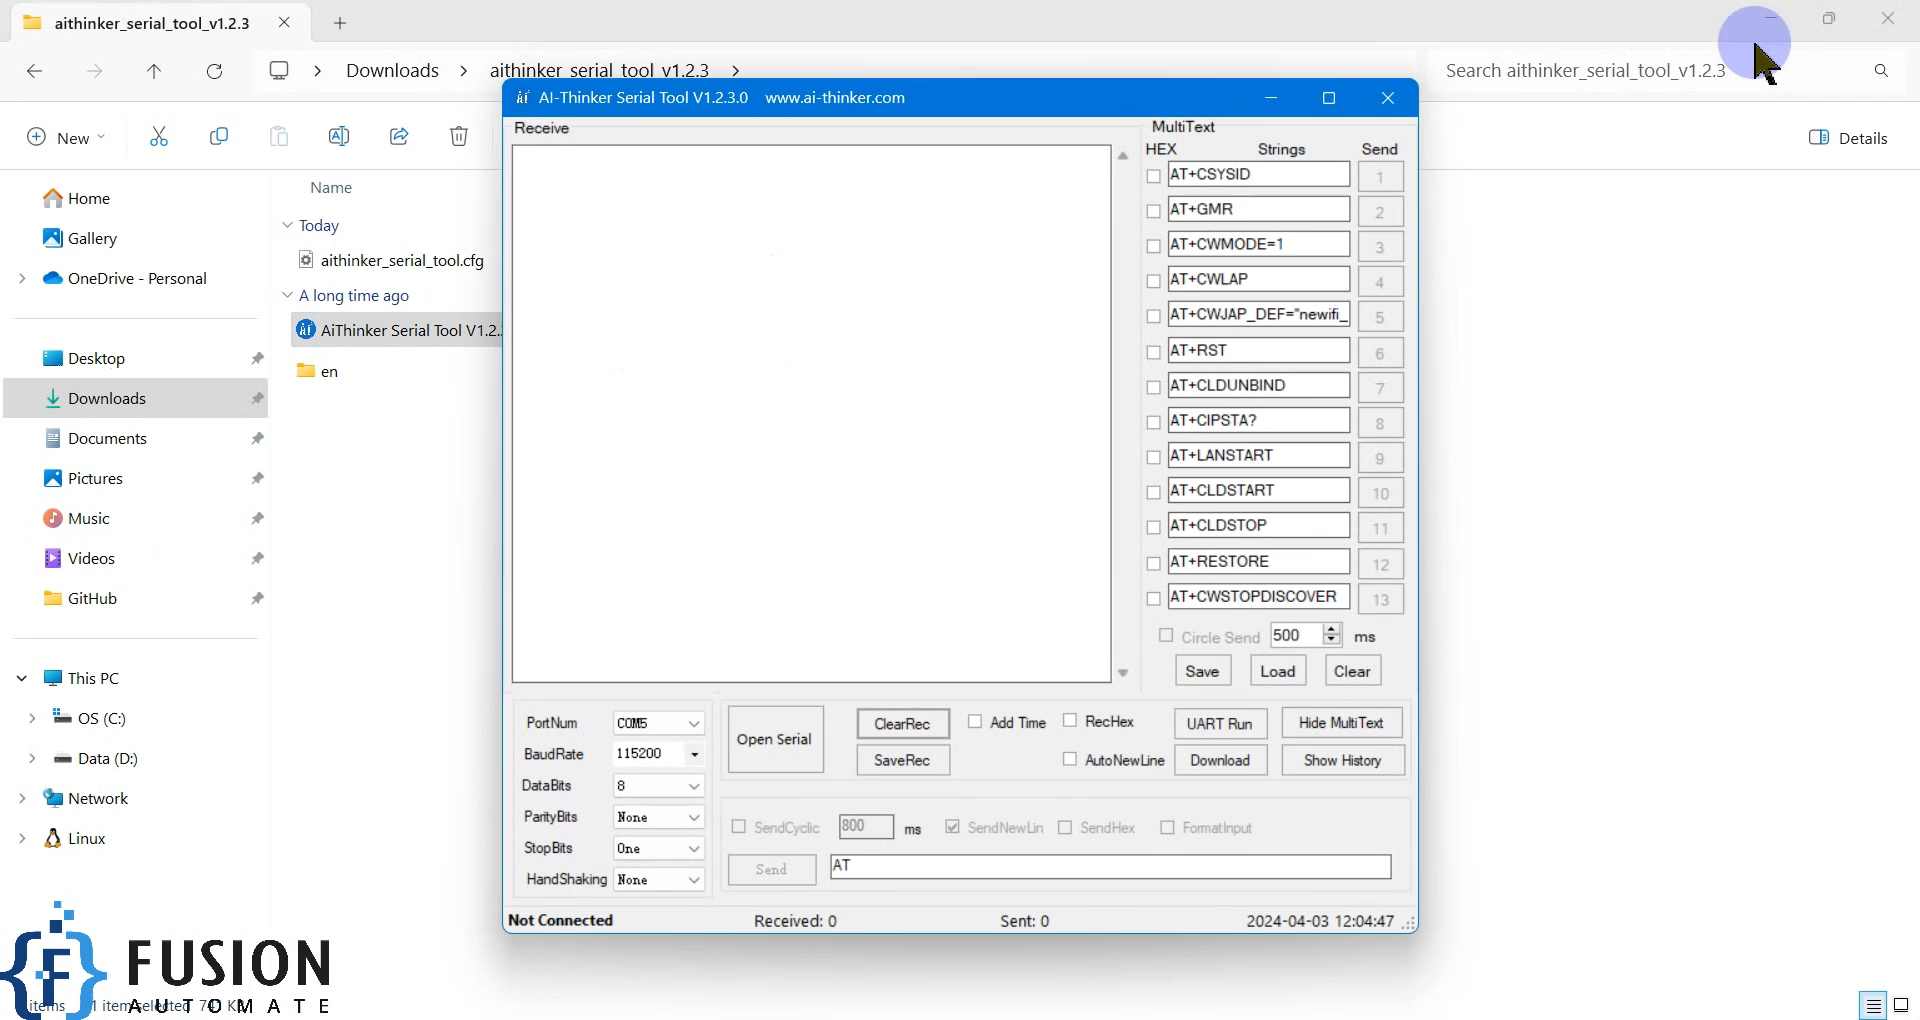 aithinker_serial_tool_v1.2.3
Downloads
aithinker_serial_tool_v1.2.3
Search aithinker_serial_tool_v1.2.3
New
Details
Home
Gallery
OneDrive - Personal
Desktop
Downloads
Documents
Pictures
Music
Videos
GitHub
This PC
OS (C:)
Data (D:)
Network
Linux
Name
Today
aithinker_serial_tool.cfg
A long time ago
AiThinker Serial Tool V1.2.
en
AI-Thinker Serial Tool V1.2.3.0 www.ai-thinker.com
Receive
MultiText
HEX Strings Send
AT+CSYSID 1
AT+GMR 2
AT+CWMODE=1 3
AT+CWLAP 4
AT+CWJAP_DEF="newifi_ 5
AT+RST 6
AT+CLDUNBIND 7
AT+CIPSTA? 8
AT+LANSTART 9
AT+CLDSTART 10
AT+CLDSTOP 11
AT+RESTORE 12
AT+CWSTOPDISCOVER 13
Circle Send 500 ms
Save Load Clear
PortNum COM5
BaudRate 115200
DataBits 8
ParityBits None
StopBits One
HandShaking None
Open Serial
ClearRec Add Time RecHex UART Run Hide MultiText
SaveRec AutoNewLine Download Show History
SendCyclic 800 ms SendNewLin SendHex FormatInput
Send AT
Not Connected Received: 0 Sent: 0 2024-04-03 12:04:47
FUSION
AUTOMATE
items 1 item selected